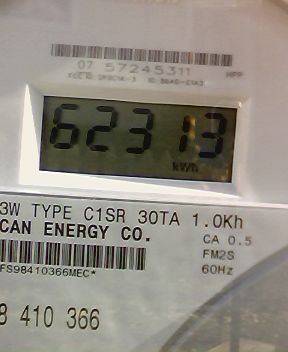 07 57245311 HPP
62313
kWh
3W TYPE C1SR 30TA 1.0Kh
CAN ENERGY CO.
CA 0.5
FM2S
60Hz
FS98410366MEC*
8 410 366